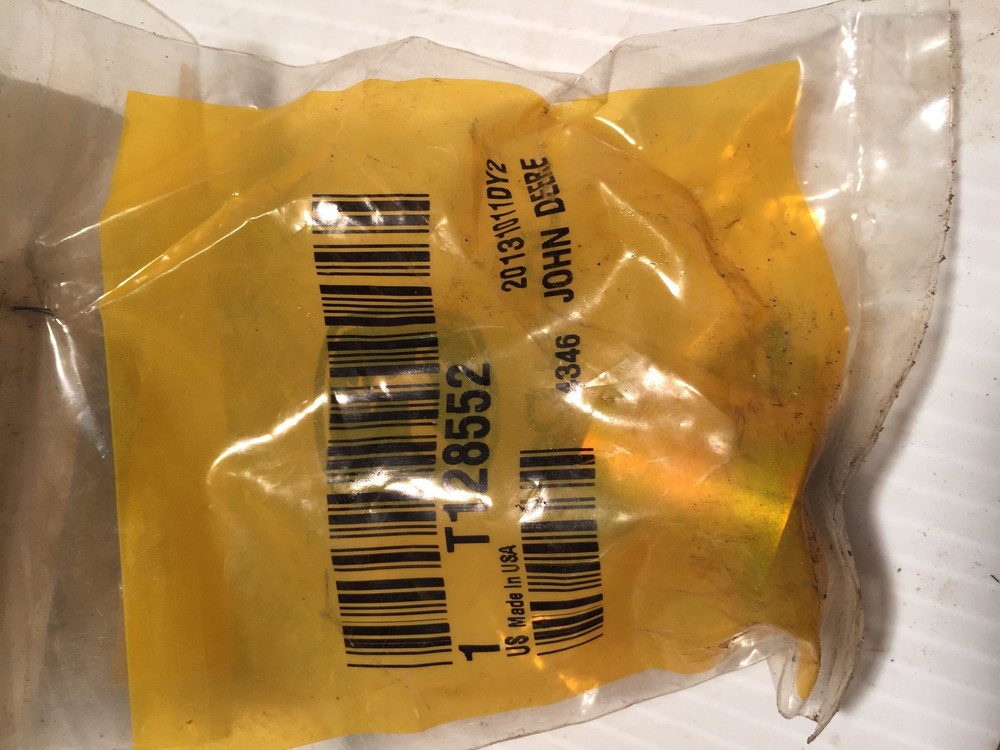 T128552
1
20131011DY2
US Made In USA
4346 JOHN DEERE